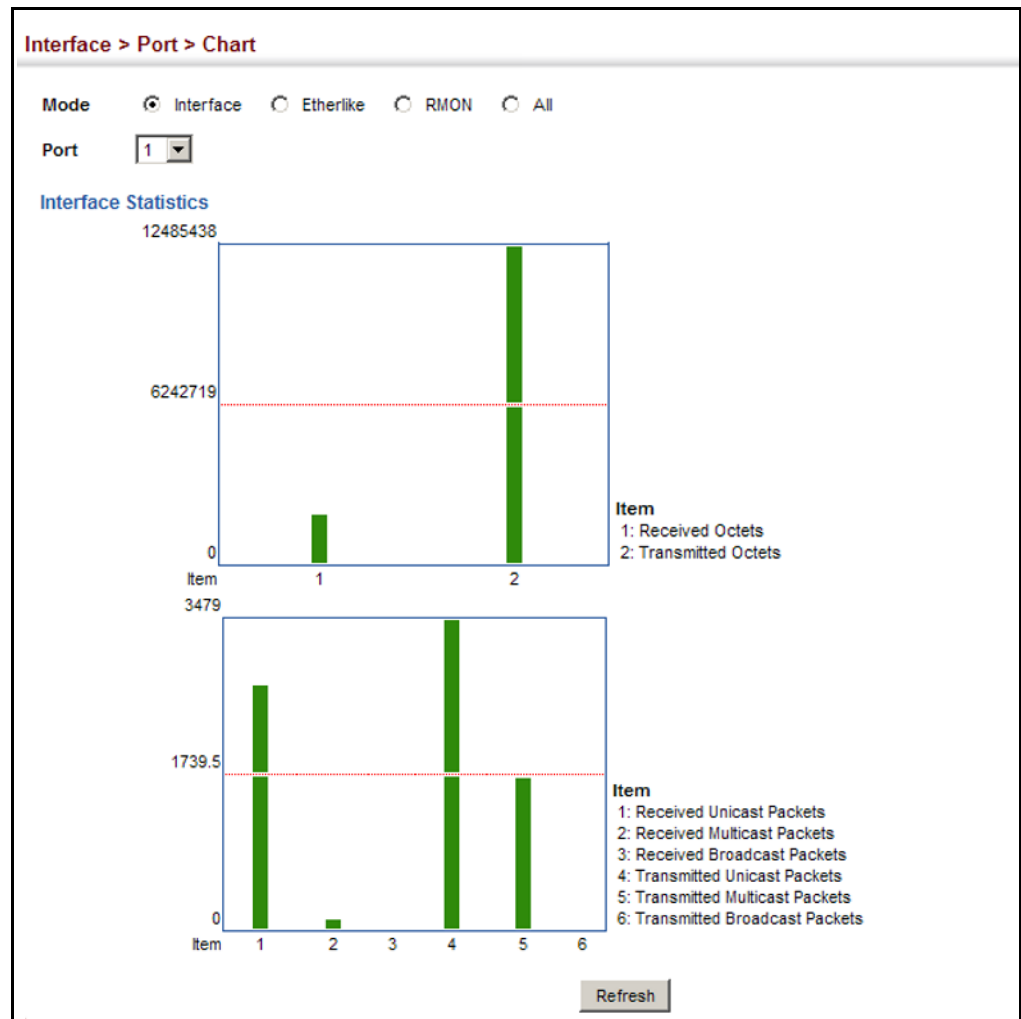 Interface > Port > Chart
Mode Interface Etherlike RMON All
Port 1
Interface Statistics
12485438
6242719
0
Item 1 2
Item
1: Received Octets
2: Transmitted Octets
3479
1739.5
0
Item 1 2 3 4 5 6
Item
1: Received Unicast Packets
2: Received Multicast Packets
3: Received Broadcast Packets
4: Transmitted Unicast Packets
5: Transmitted Multicast Packets
6: Transmitted Broadcast Packets
Refresh